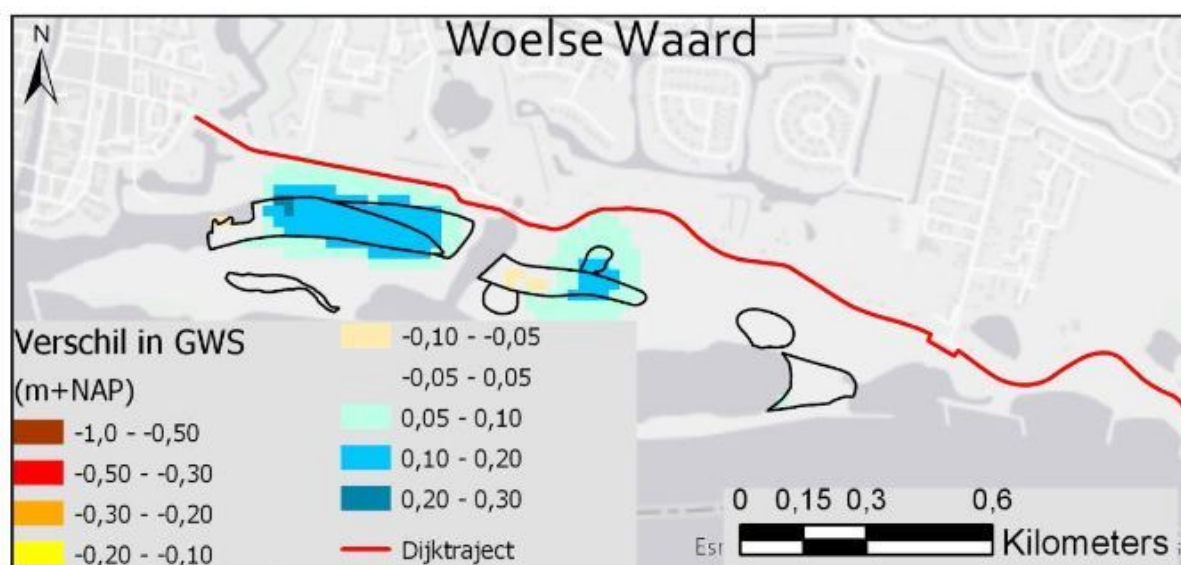 Woelse Waard
N
Verschil in GWS
(m+NAP)
-1,0 - -0,50
-0,50 - -0,30
-0,30 - -0,20
-0,20 - -0,10
-0,10 - -0,05
-0,05 - 0,05
0,05 - 0,10
0,10 - 0,20
0,20 - 0,30
Dijktraject
0 0,15 0,3 0,6
Kilometers